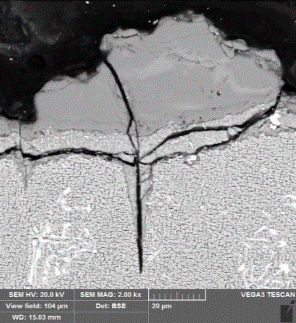 SEM HV: 20.0 kV SEM MAG: 2.00 kx VEGA3 TESCAN
View field: 104 µm Det: BSE 20 µm
WD: 15.03 mm